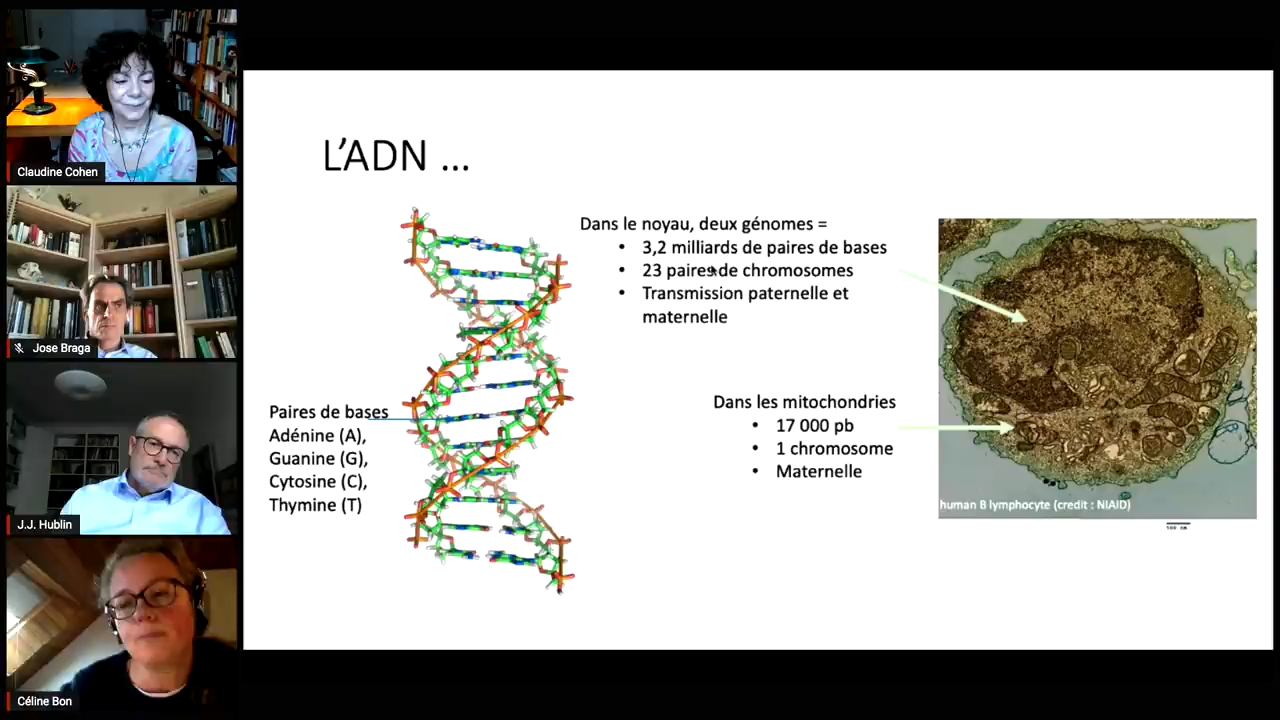 Claudine Cohen
Jose Braga
J.J. Hublin
Céline Bon
L'ADN ...
Dans le noyau, deux génomes =
• 3,2 milliards de paires de bases
• 23 paires de chromosomes
• Transmission paternelle et
maternelle
Paires de bases
Adénine (A),
Guanine (G),
Cytosine (C),
Thymine (T)
Dans les mitochondries
• 17 000 pb
• 1 chromosome
• Maternelle
human B lymphocyte (credit : NIAID)